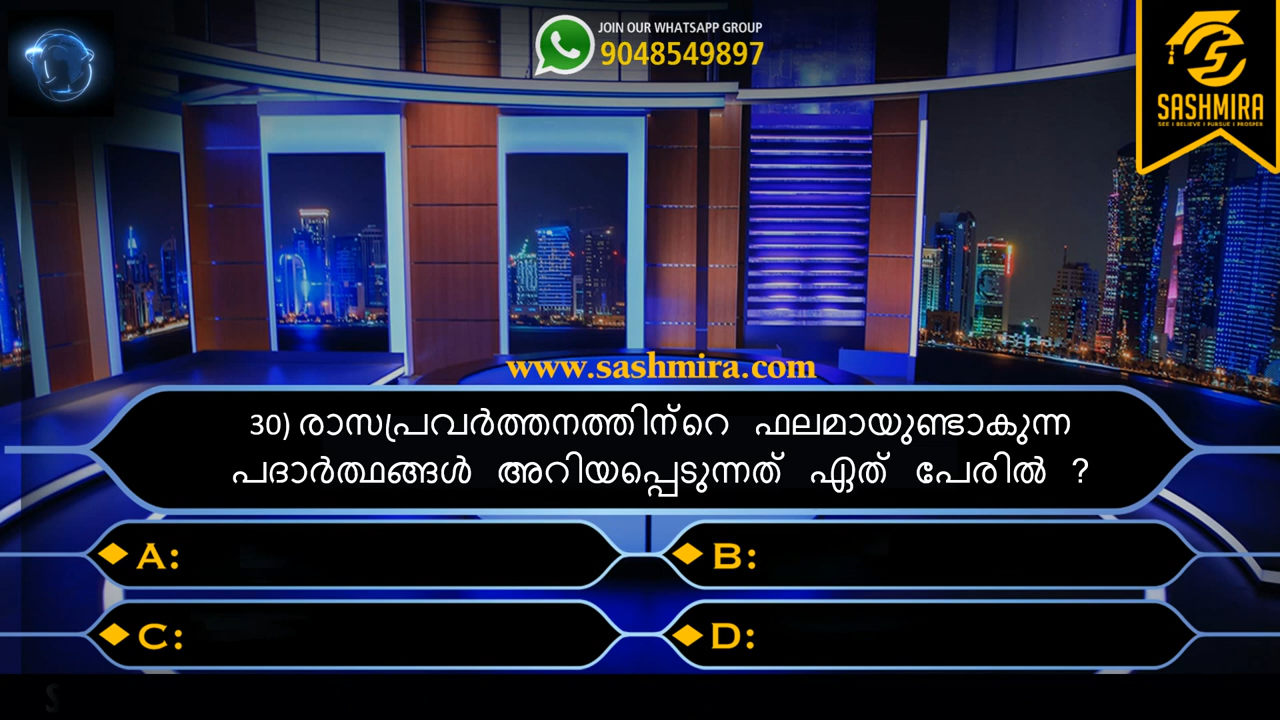 JOIN OUR WHATSAPP GROUP
9048549897
SASHMIRA
SEE I BELIEVE I PURSUE I PROSPER
www.sashmira.com
30) രാസപ്രവർത്തനത്തിന്റെ ഫലമായുണ്ടാകുന്ന
പദാർത്ഥങ്ങൾ അറിയപ്പെടുന്നത് ഏത് പേരിൽ ?
A:
B:
C:
D: